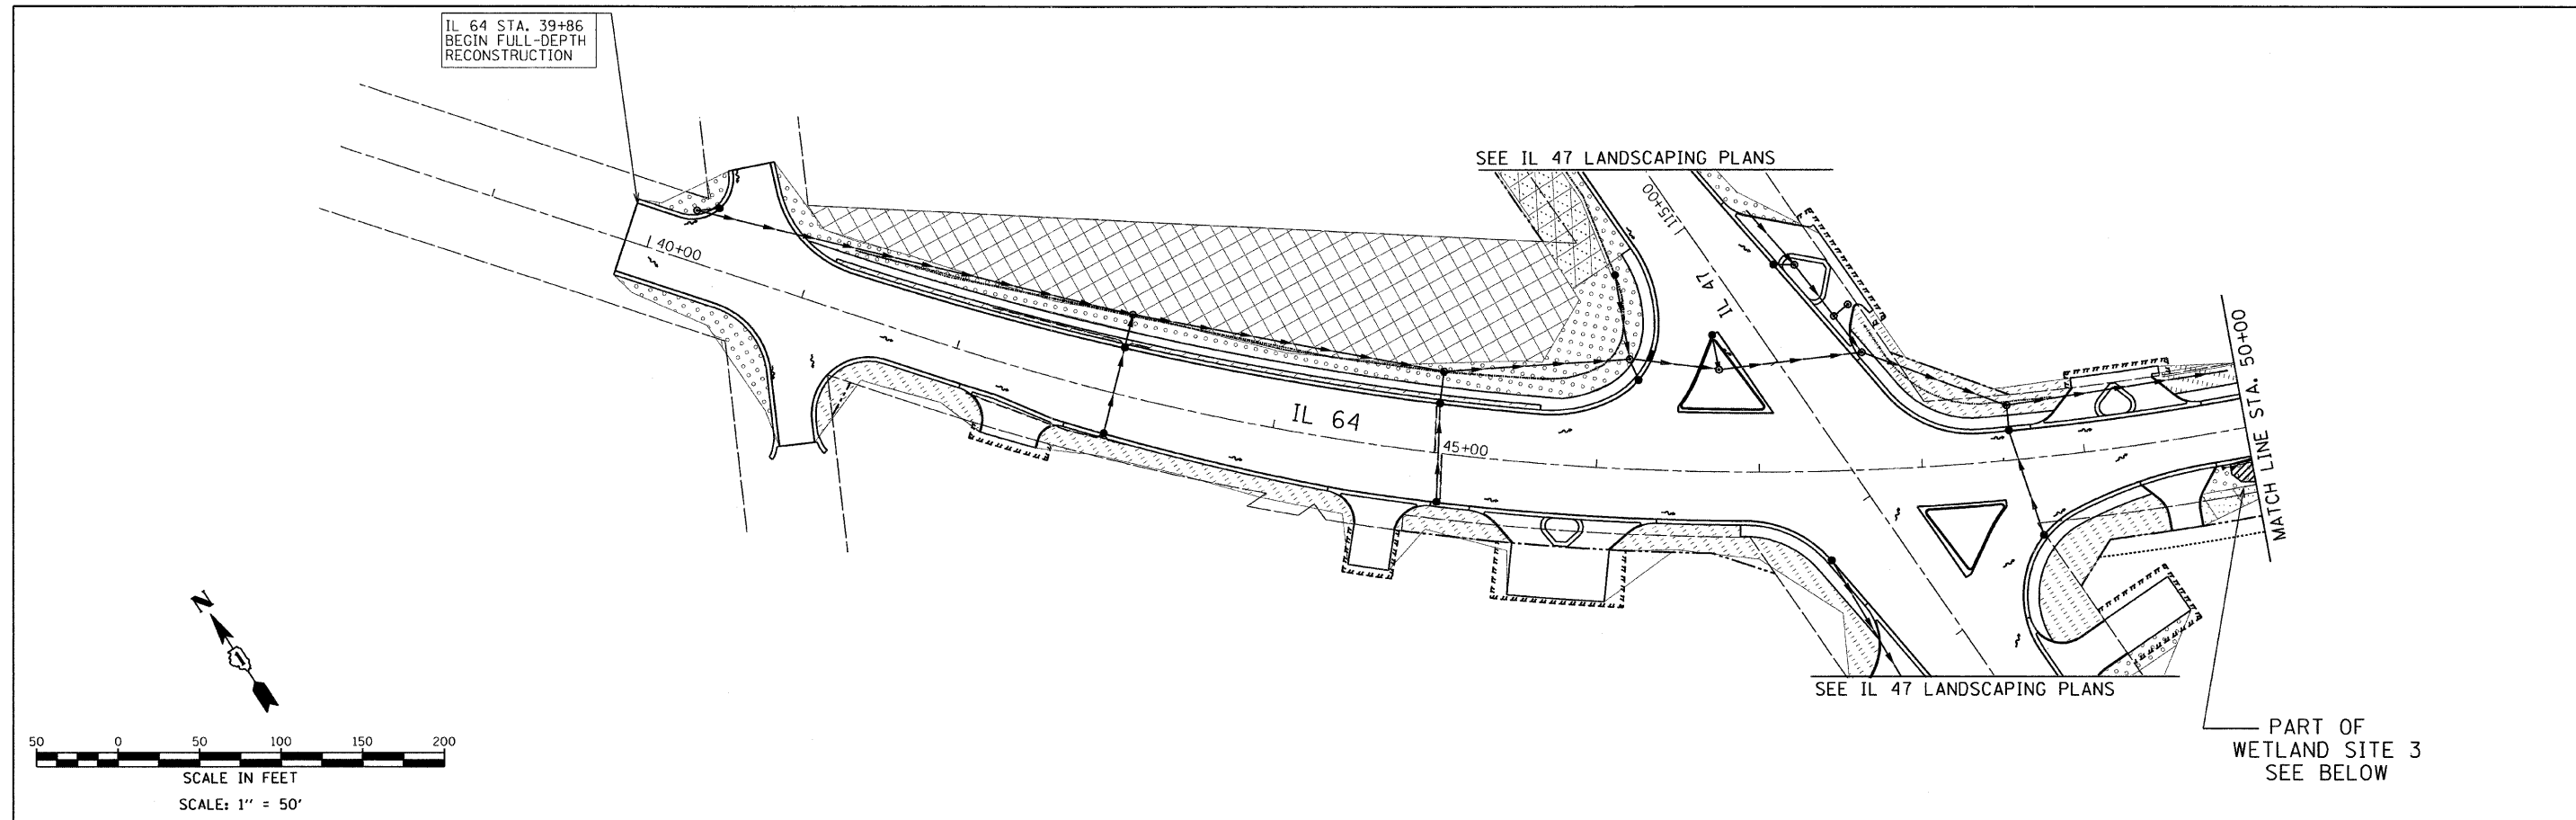 IL 64 STA. 39+86
BEGIN FULL-DEPTH
RECONSTRUCTION
SEE IL 47 LANDSCAPING PLANS
115+00
40+00
IL 47
50+00
MATCH LINE STA.
IL 64
45+00
N
SEE IL 47 LANDSCAPING PLANS
PART OF
WETLAND SITE 3
SEE BELOW
50 0 50 100 150 200
SCALE IN FEET
SCALE: 1" = 50'